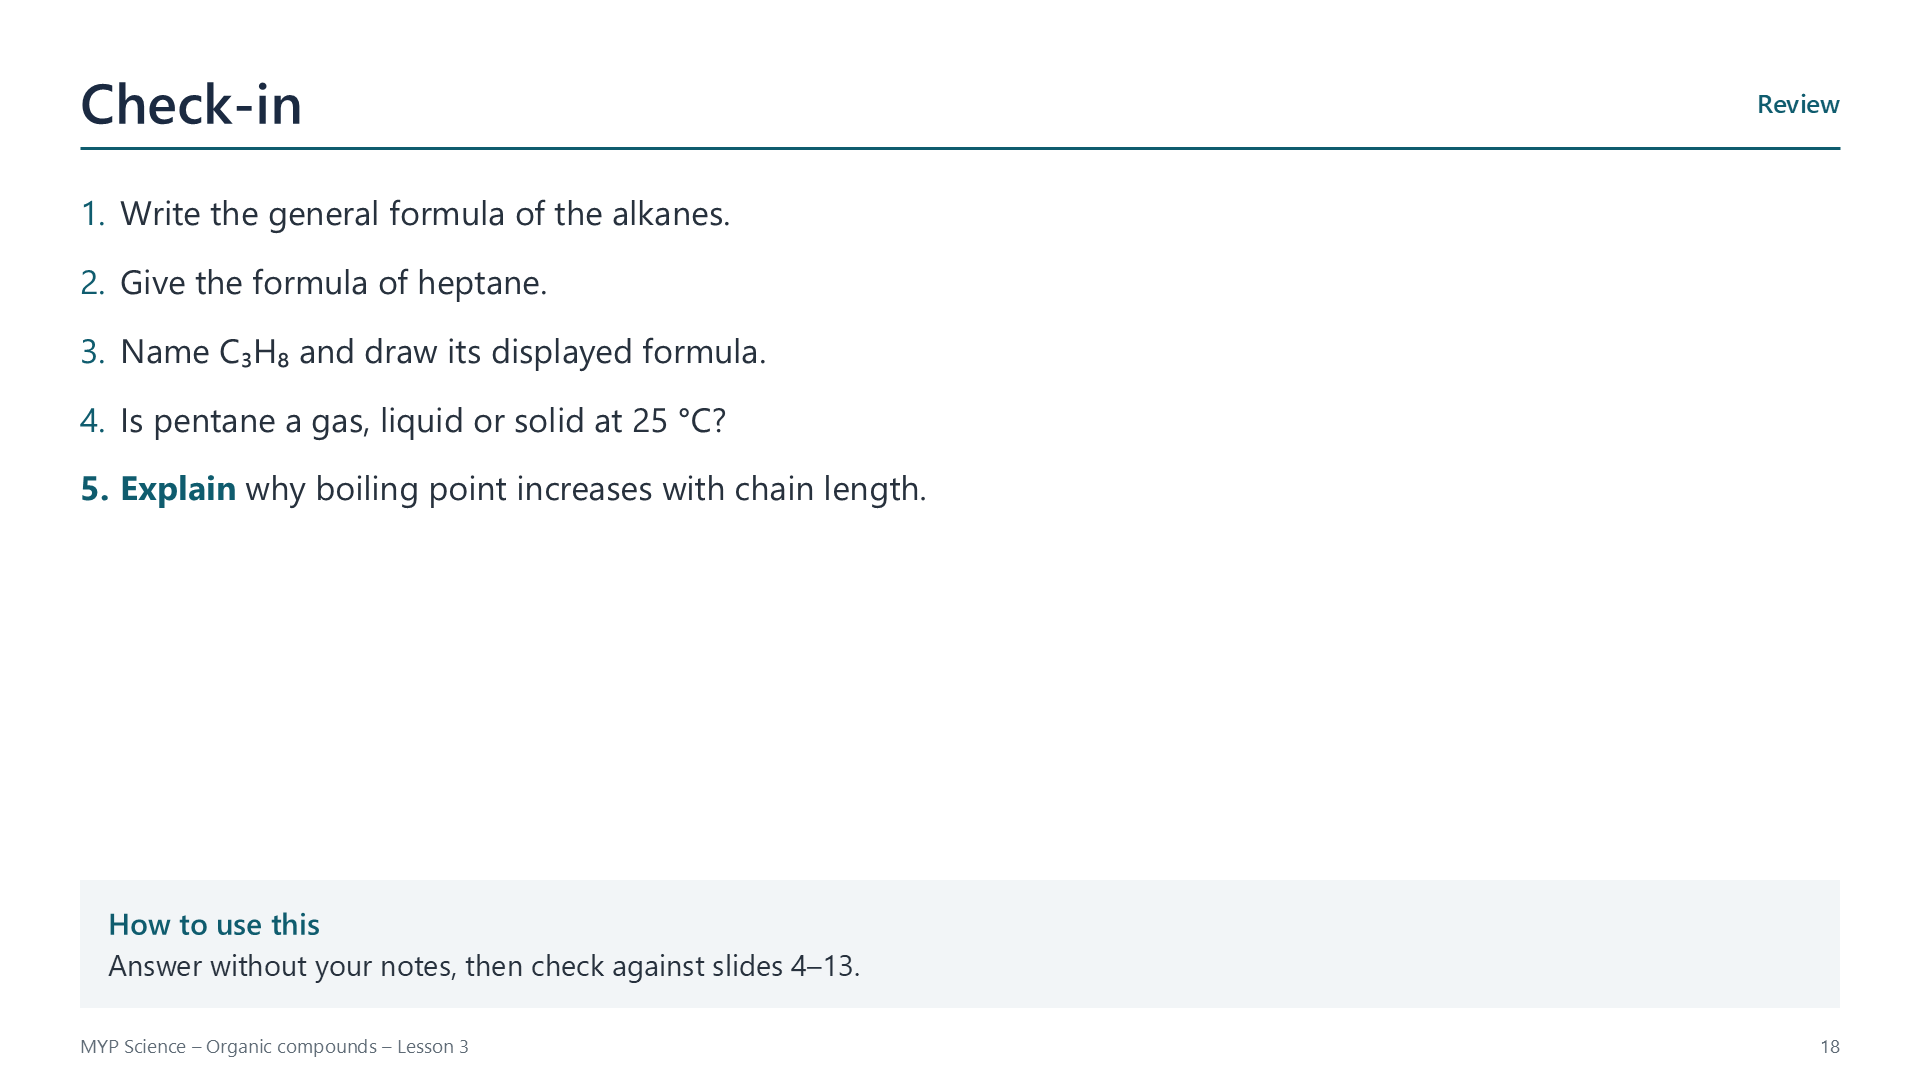 Check-in
Review
1. Write the general formula of the alkanes.
2. Give the formula of heptane.
3. Name C₃H₈ and draw its displayed formula.
4. Is pentane a gas, liquid or solid at 25 °C?
5. Explain why boiling point increases with chain length.
How to use this
Answer without your notes, then check against slides 4–13.
MYP Science – Organic compounds – Lesson 3
18